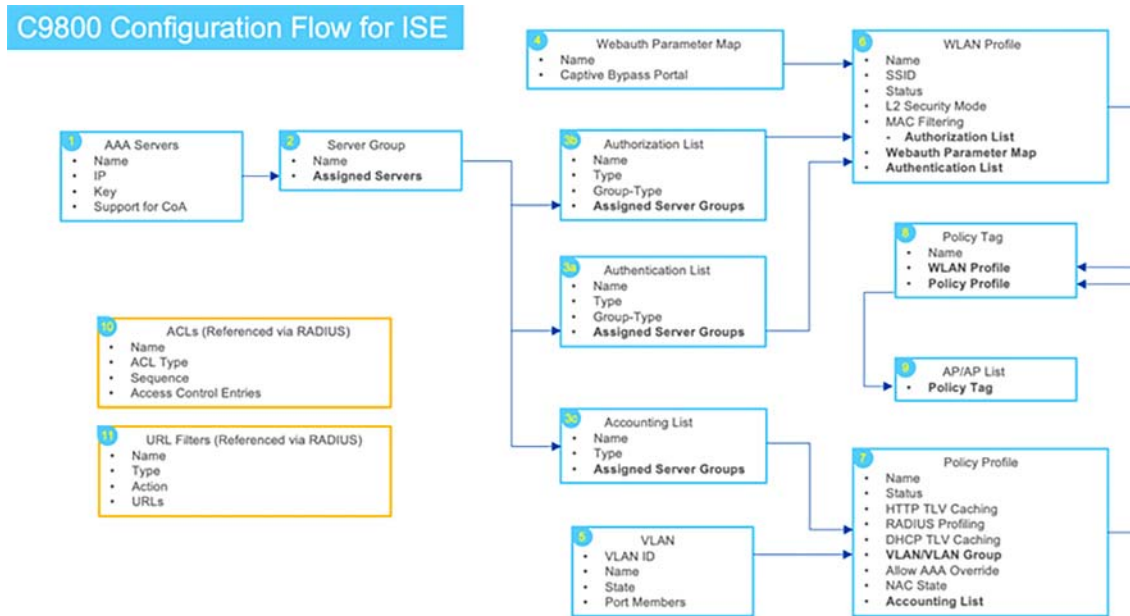 C9800 Configuration Flow for ISE
1
AAA Servers
• Name
• IP
• Key
• Support for CoA
2
Server Group
• Name
• Assigned Servers
3b
Authorization List
• Name
• Type
• Group-Type
• Assigned Server Groups
3a
Authentication List
• Name
• Type
• Group-Type
• Assigned Server Groups
3c
Accounting List
• Name
• Type
• Assigned Server Groups
4
Webauth Parameter Map
• Name
• Captive Bypass Portal
5
VLAN
• VLAN ID
• Name
• State
• Port Members
6
WLAN Profile
• Name
• SSID
• Status
• L2 Security Mode
• MAC Filtering
- Authorization List
• Webauth Parameter Map
• Authentication List
7
Policy Profile
• Name
• Status
• HTTP TLV Caching
• RADIUS Profiling
• DHCP TLV Caching
• VLAN/VLAN Group
• Allow AAA Override
• NAC State
• Accounting List
8
Policy Tag
• Name
• WLAN Profile
• Policy Profile
9
AP/AP List
• Policy Tag
10
ACLs (Referenced via RADIUS)
• Name
• ACL Type
• Sequence
• Access Control Entries
11
URL Filters (Referenced via RADIUS)
• Name
• Type
• Action
• URLs